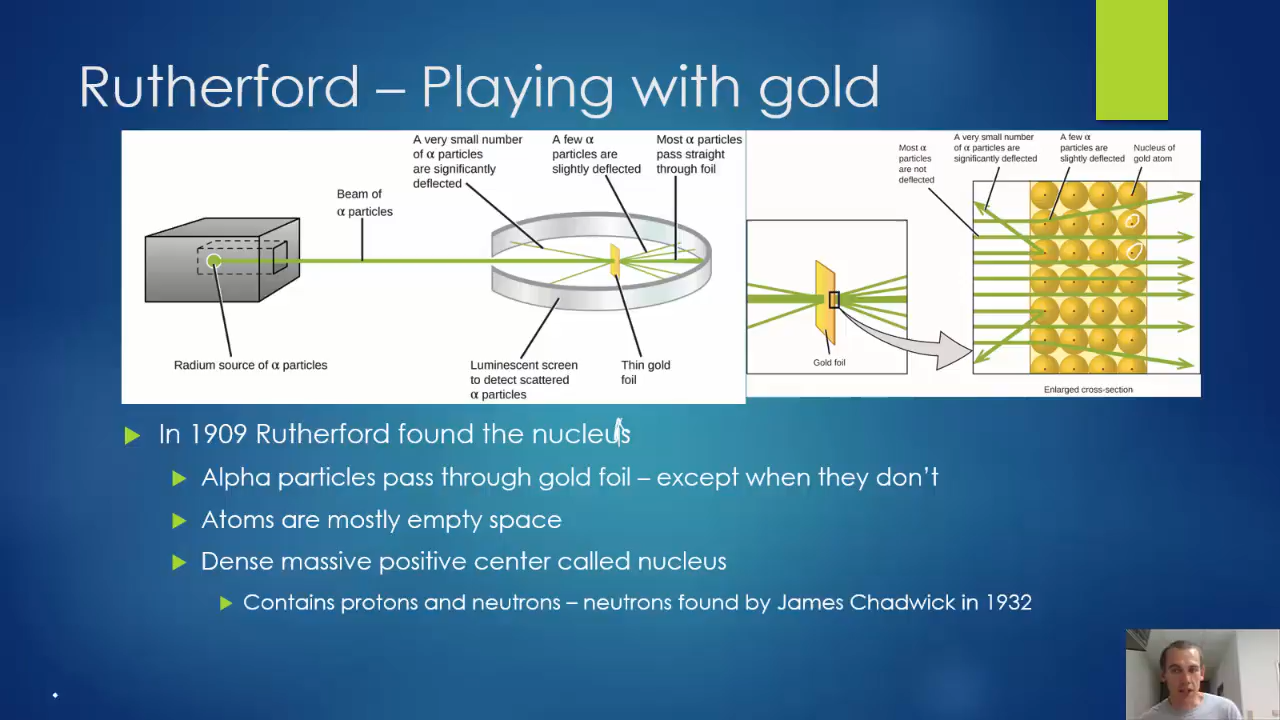 Rutherford – Playing with gold
A very small number
of α particles
are significantly
deflected
A few α
particles are
slightly deflected
Most α particles
pass straight
through foil
Beam of
α particles
Radium source of α particles
Luminescent screen
to detect scattered
α particles
Thin gold
foil
Most α
particles
are not
deflected
A very small number
of α particles are
significantly deflected
A few α
particles are
slightly deflected
Nucleus of
gold atom
Gold foil
Enlarged cross-section
In 1909 Rutherford found the nucleus
Alpha particles pass through gold foil – except when they don’t
Atoms are mostly empty space
Dense massive positive center called nucleus
Contains protons and neutrons – neutrons found by James Chadwick in 1932